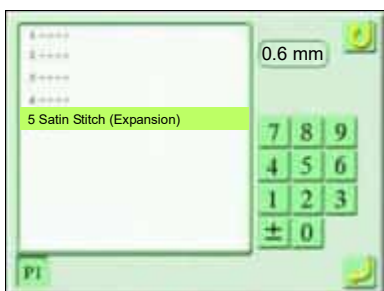 1 -----
2 -----
3 -----
4 -----
5 Satin Stitch (Expansion)
0.6 mm
7 8 9
4 5 6
1 2 3
± 0
P1